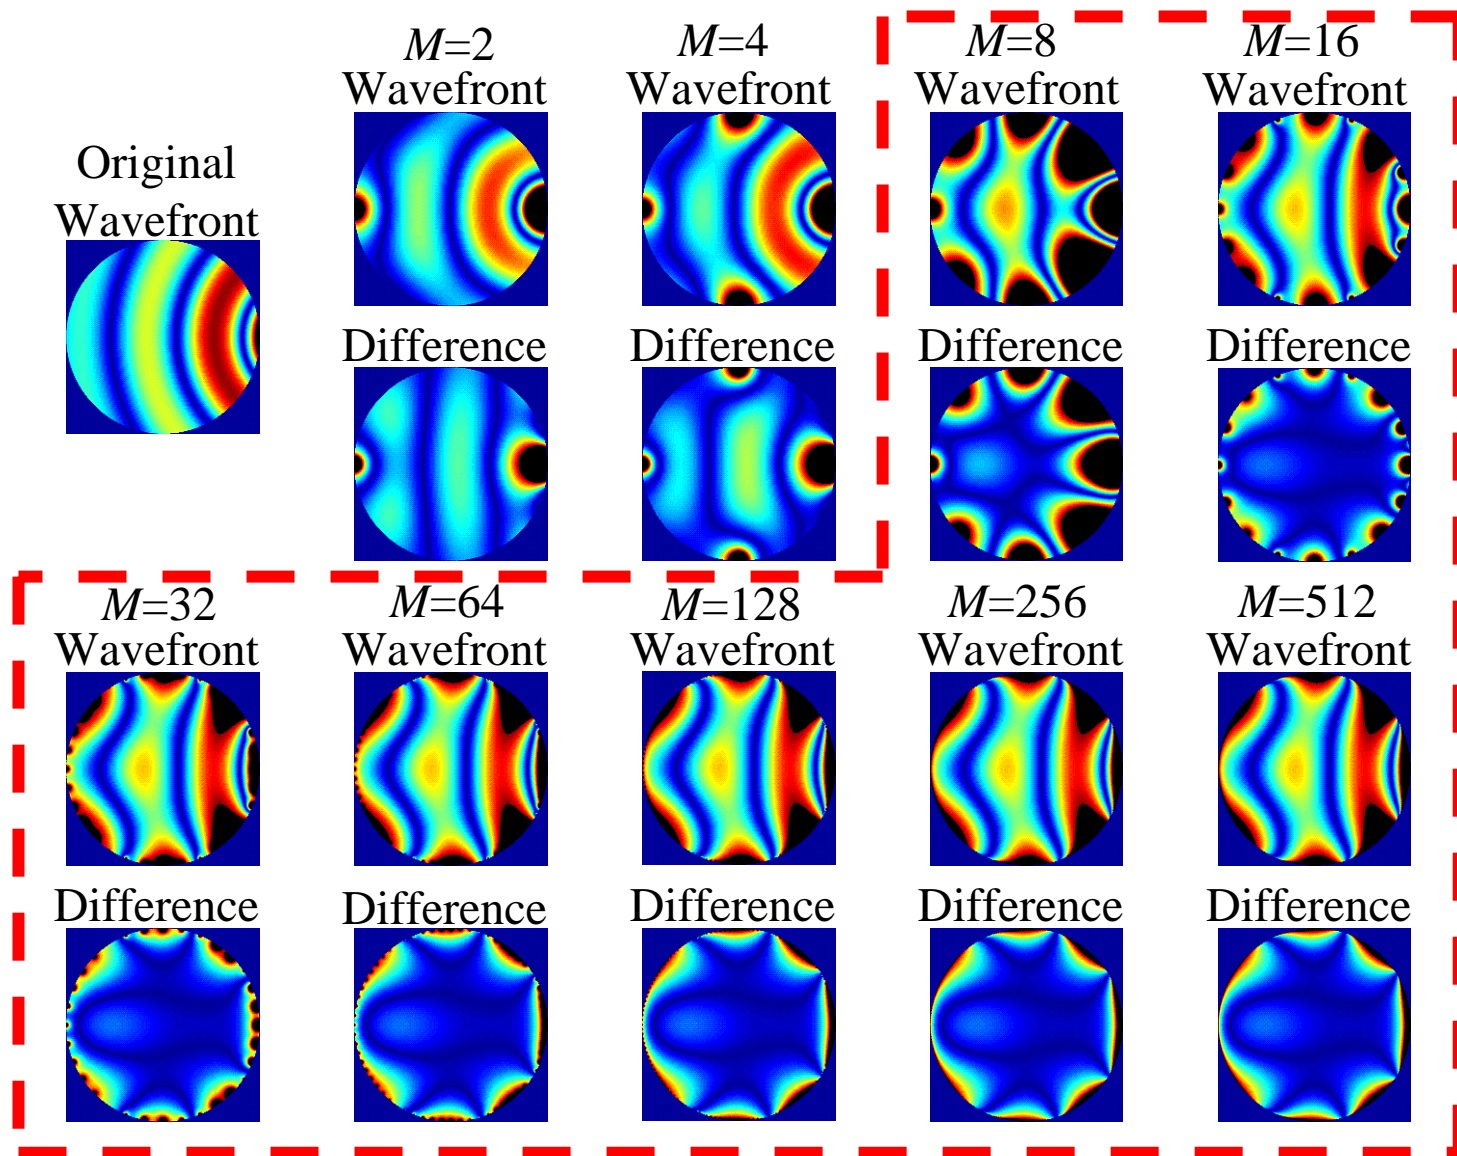 M=2
Wavefront
M=4
Wavefront
M=8
Wavefront
M=16
Wavefront
Original
Wavefront
Difference
Difference
Difference
Difference
M=32
Wavefront
M=64
Wavefront
M=128
Wavefront
M=256
Wavefront
M=512
Wavefront
Difference
Difference
Difference
Difference
Difference